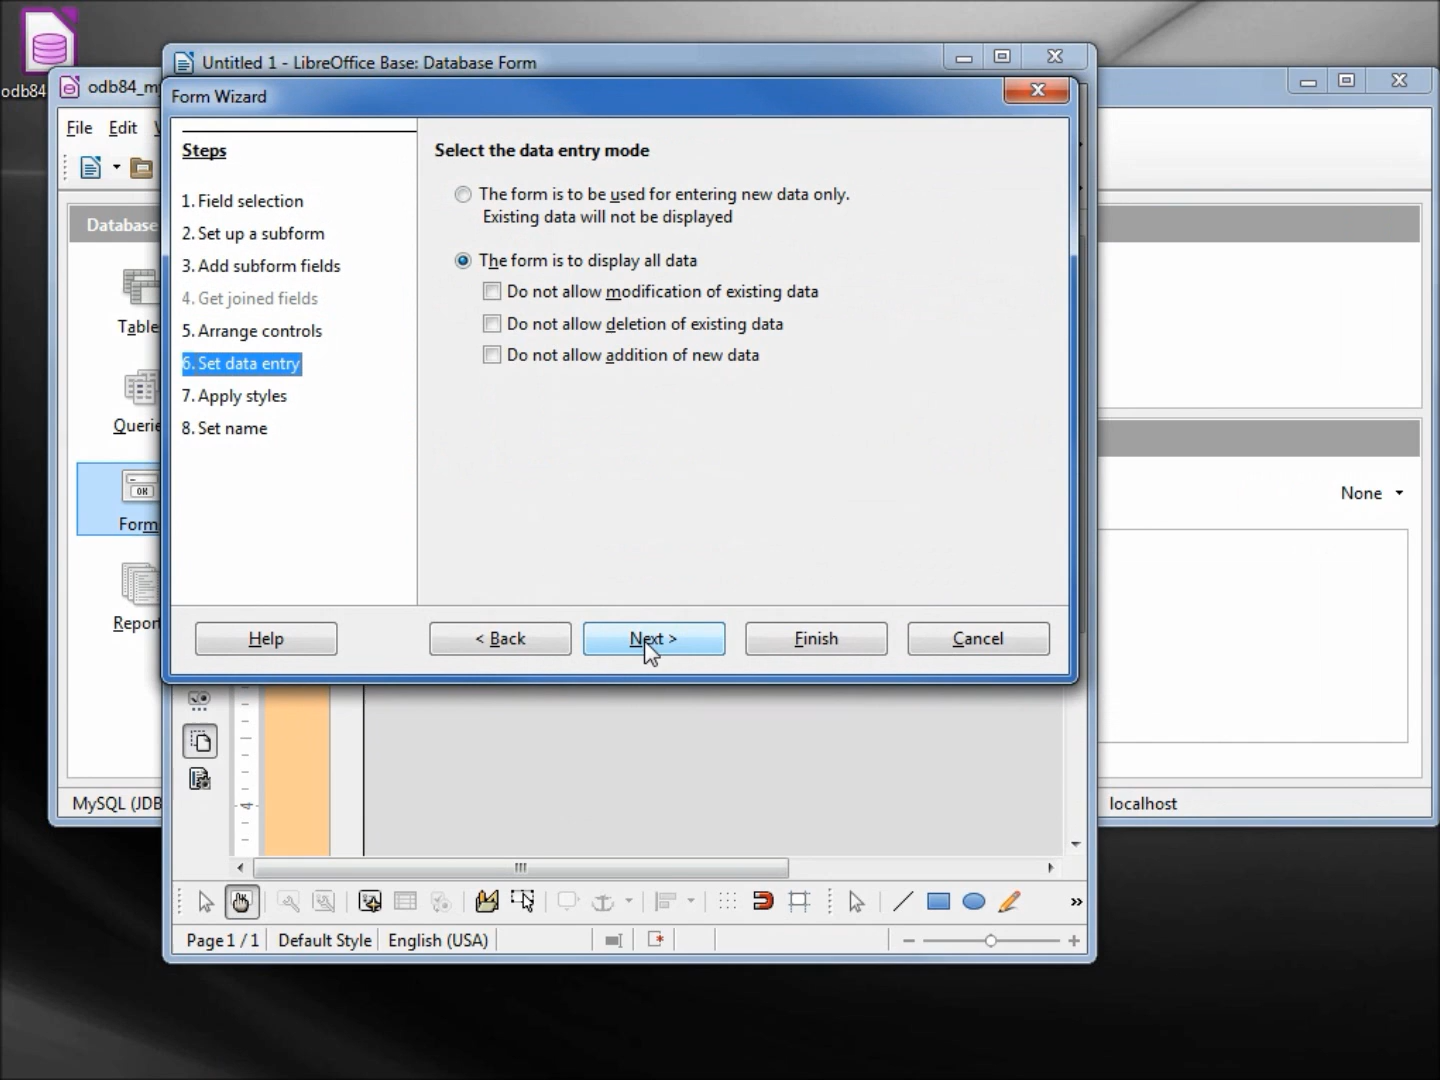 odb84
Untitled 1 - LibreOffice Base: Database Form
odb84_m
Form Wizard
File Edit
Steps
1. Field selection
2. Set up a subform
3. Add subform fields
4. Get joined fields
5. Arrange controls
6. Set data entry
7. Apply styles
8. Set name
Select the data entry mode
The form is to be used for entering new data only.
Existing data will not be displayed
The form is to display all data
Do not allow modification of existing data
Do not allow deletion of existing data
Do not allow addition of new data
Help
< Back
Next >
Finish
Cancel
Database
Table
Querie
Form
Report
None
MySQL (JDB
localhost
4
Page 1 / 1
Default Style
English (USA)